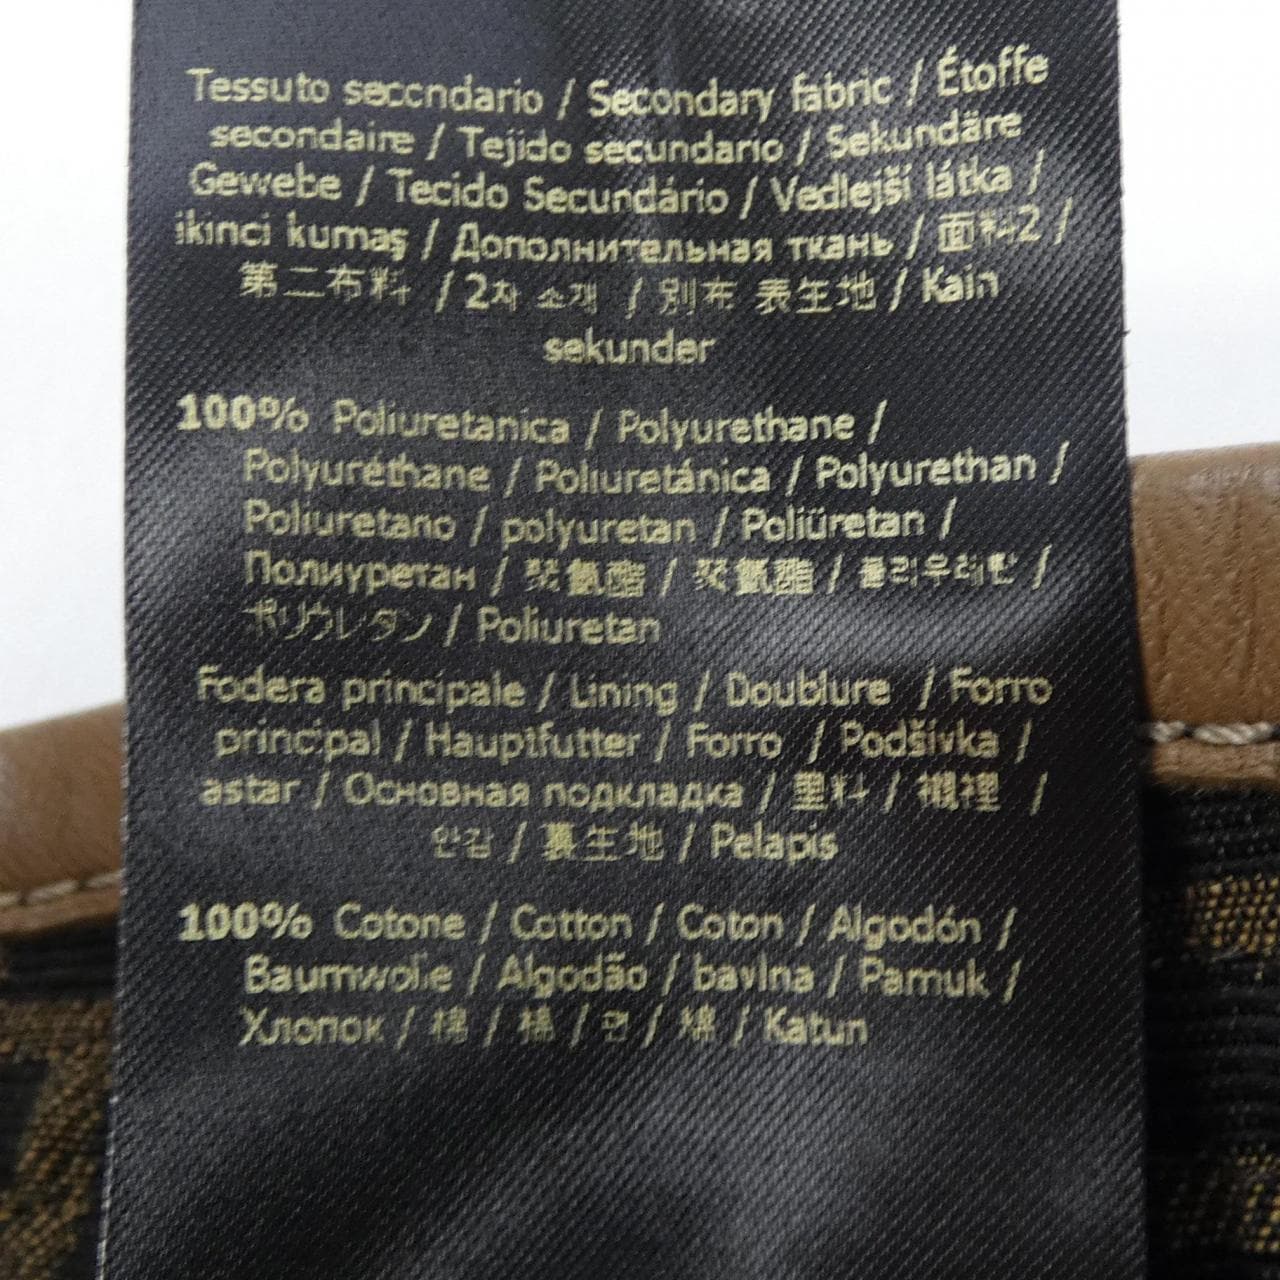 Tessuto secondario / Secondary fabric / Étoffe
secondaire / Tejido secundario / Sekundäre
Gewebe / Tecido Secundário / Vedlejší látka /
ikinci kumaş / Дополнительная ткань / 面料2 /
第二布料 / 2차 소재 / 別布 表生地 / Kain
sekunder
100% Poliuretanica / Polyurethane /
Polyuréthane / Poliuretánica / Polyurethan /
Poliuretano / polyuretan / Poliüretan /
Полиуретан / 聚氨酯 / 聚氨酯 / 폴리우레탄 /
ポリウレタン / Poliuretan
Fodera principale / Lining / Doublure / Forro
principal / Hauptfutter / Forro / Podšívka /
astar / Основная подкладка / 里料 / 襯裡 /
안감 / 裏生地 / Pelapis
100% Cotone / Cotton / Coton / Algodón /
Baumwolle / Algodão / bavlna / Pamuk /
Хлопок / 棉 / 棉 / 면 / 綿 / Katun